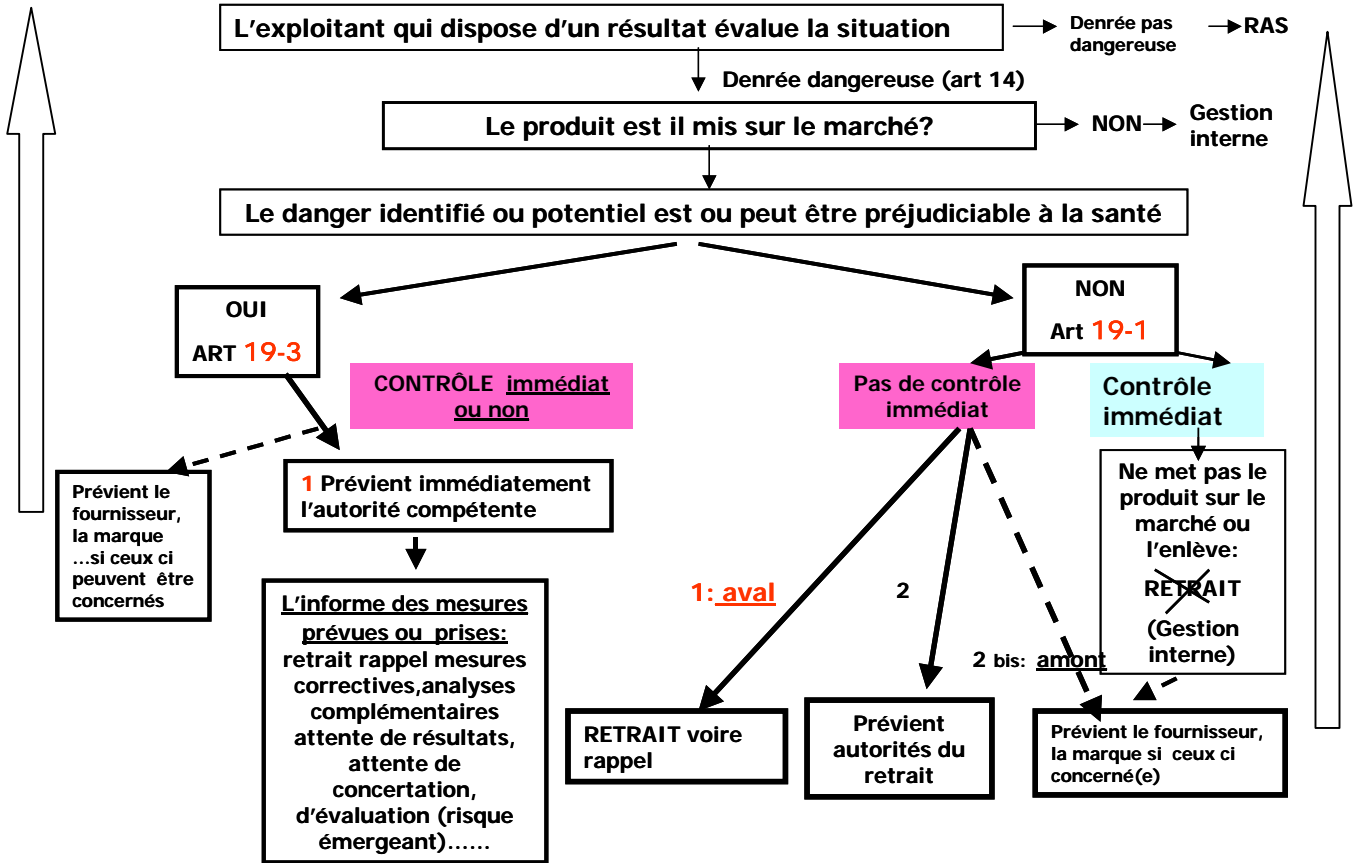 L'exploitant qui dispose d'un résultat évalue la situation
Denrée pas
dangereuse
RAS
Denrée dangereuse (art 14)
Le produit est il mis sur le marché?
NON
Gestion
interne
Le danger identifié ou potentiel est ou peut être préjudiciable à la santé
OUI
ART 19-3
NON
Art 19-1
CONTRÔLE immédiat
ou non
Pas de contrôle
immédiat
Contrôle
immédiat
Prévient le
fournisseur,
la marque
...si ceux ci
peuvent être
concernés
1 Prévient immédiatement
l'autorité compétente
L'informe des mesures
prévues ou prises:
retrait rappel mesures
correctives,analyses
complémentaires
attente de résultats,
attente de
concertation,
d'évaluation (risque
émergeant)......
1: aval
2
2 bis: amont
Ne met pas le
produit sur le
marché ou
l'enlève:
RETRAIT
(Gestion
interne)
RETRAIT voire
rappel
Prévient
autorités du
retrait
Prévient le fournisseur,
la marque si ceux ci
concerné(e)